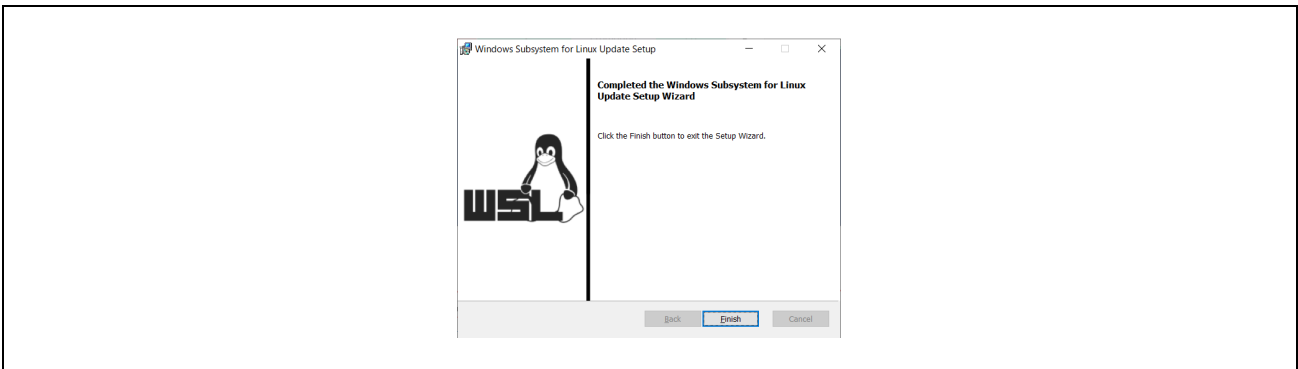 Windows Subsystem for Linux Update Setup
Completed the Windows Subsystem for Linux
Update Setup Wizard
Click the Finish button to exit the Setup Wizard.
WSL
Back Finish Cancel